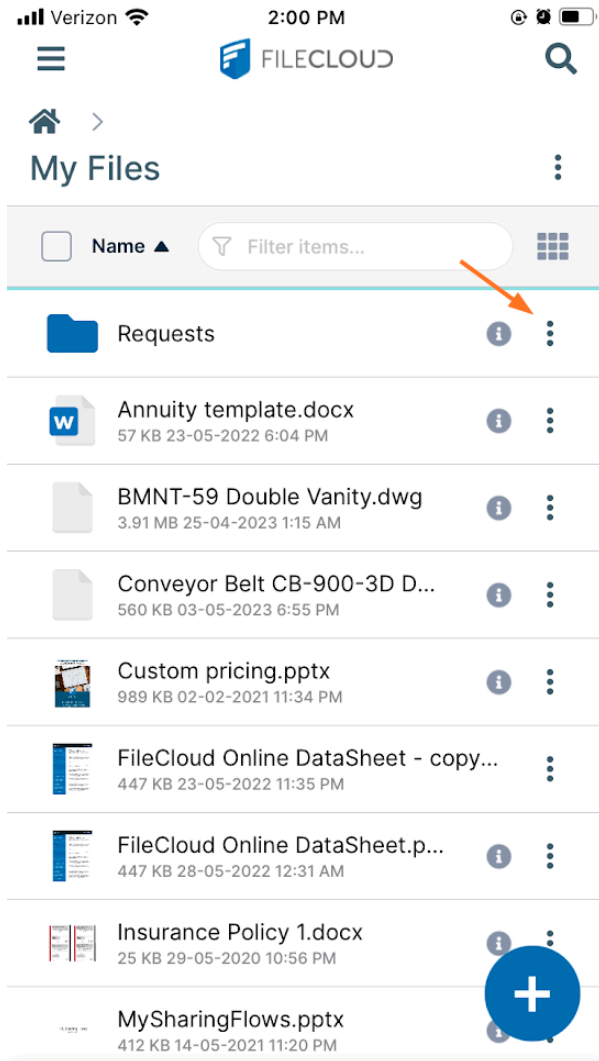 Verizon 2:00 PM
FILECLOUD
My Files
Name Filter items...
Requests
Annuity template.docx
57 KB 23-05-2022 6:04 PM
BMNT-59 Double Vanity.dwg
3.91 MB 25-04-2023 1:15 AM
Conveyor Belt CB-900-3D D...
560 KB 03-05-2023 6:55 PM
Custom pricing.pptx
989 KB 02-02-2021 11:34 PM
FileCloud Online DataSheet - copy...
447 KB 23-05-2022 11:35 PM
FileCloud Online DataSheet.p...
447 KB 28-05-2022 12:31 AM
Insurance Policy 1.docx
25 KB 29-05-2020 10:56 PM
MySharingFlows.pptx
412 KB 14-05-2021 11:20 PM